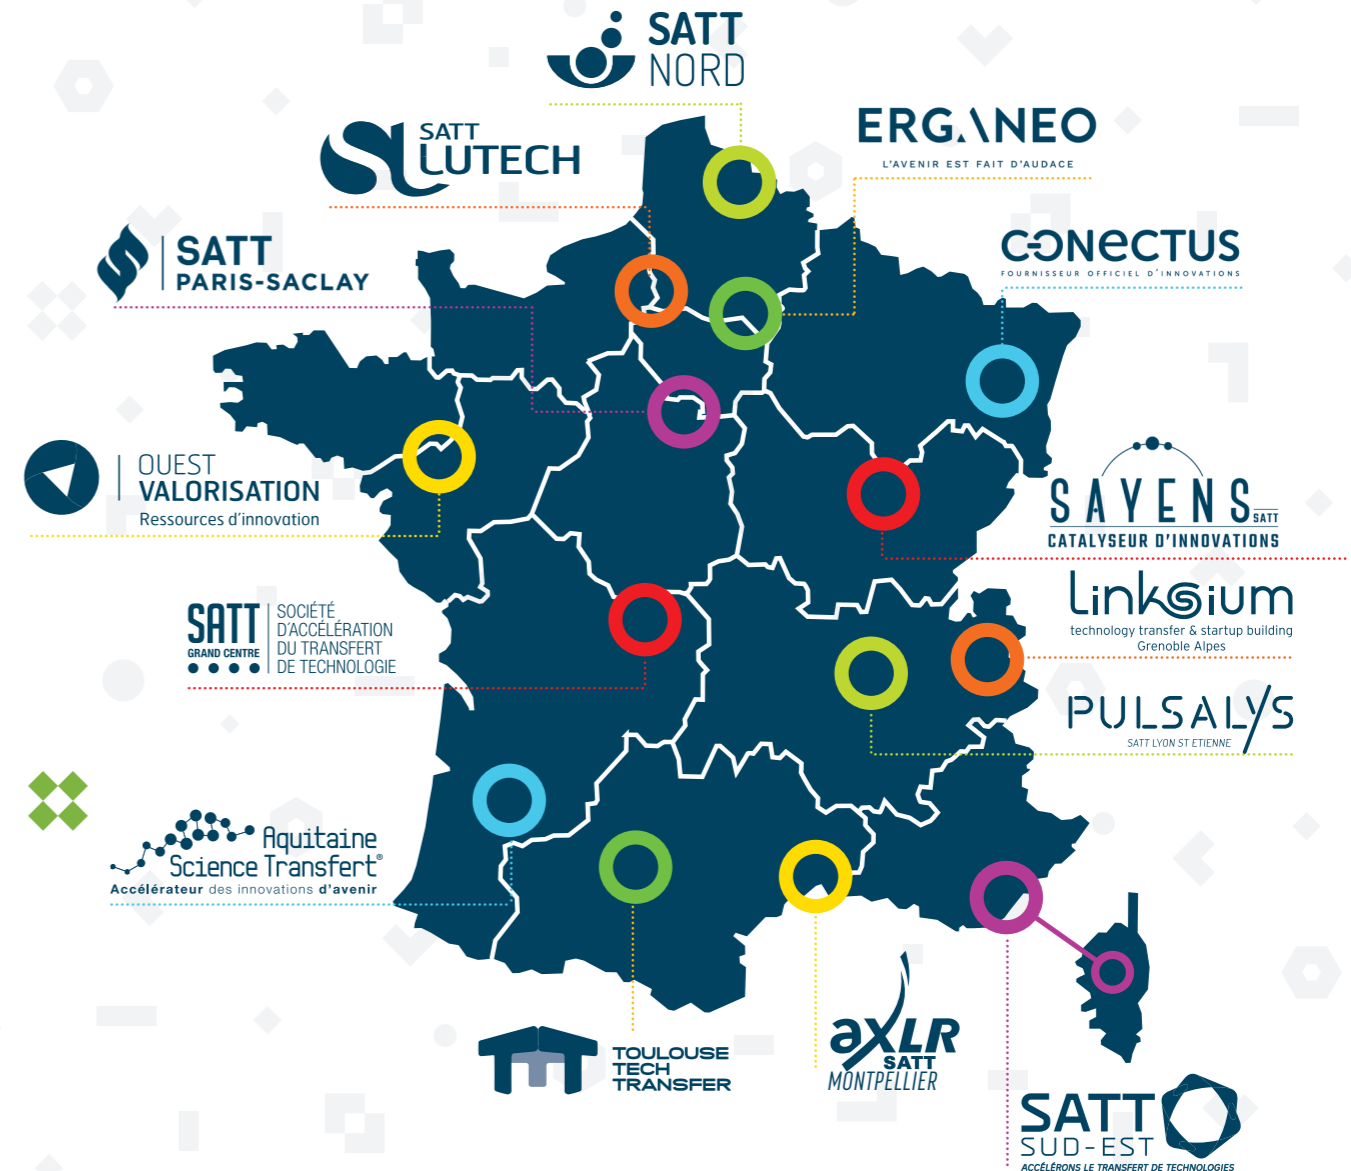 SATT
NORD
SATT
LUTECH
ERGANEO
L'AVENIR EST FAIT D'AUDACE
SATT
PARIS-SACLAY
CONECTUS
FOURNISSEUR OFFICIEL D'INNOVATIONS
OUEST
VALORISATION
Ressources d'innovation
SAYENS SATT
CATALYSEUR D'INNOVATIONS
SATT
GRAND CENTRE
SOCIÉTÉ
D'ACCÉLÉRATION
DU TRANSFERT
DE TECHNOLOGIE
Linksium
technology transfer & startup building
Grenoble Alpes
PULSALYS
SATT LYON ST ETIENNE
Aquitaine
Science Transfert®
Accélérateur des innovations d'avenir
TOULOUSE
TECH
TRANSFER
aXLR
SATT
MONTPELLIER
SATT
SUD-EST
ACCÉLÉRONS LE TRANSFERT DE TECHNOLOGIES